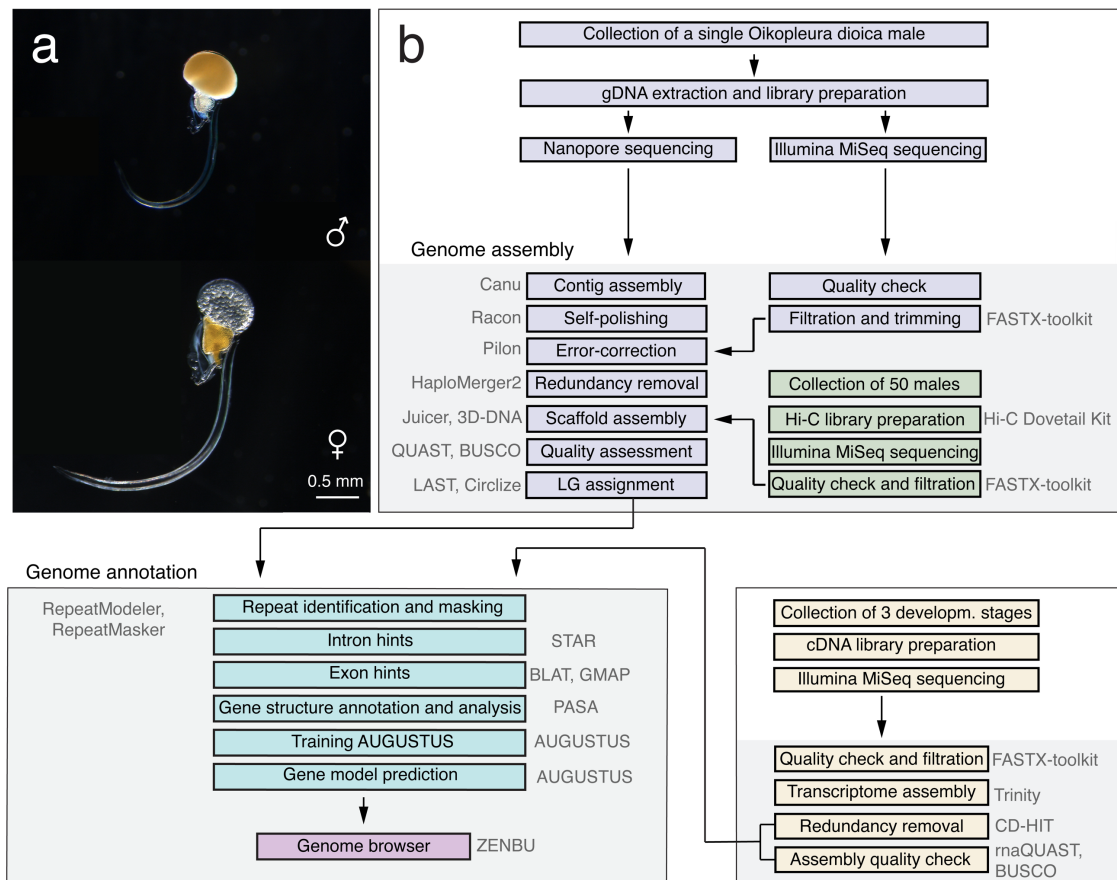 a
♂
♀
0.5 mm
b
Collection of a single Oikopleura dioica male
gDNA extraction and library preparation
Nanopore sequencing
Illumina MiSeq sequencing
Genome assembly
Canu
Contig assembly
Quality check
Racon
Self-polishing
Filtration and trimming
FASTX-toolkit
Pilon
Error-correction
HaploMerger2
Redundancy removal
Collection of 50 males
Juicer, 3D-DNA
Scaffold assembly
Hi-C library preparation
Hi-C Dovetail Kit
QUAST, BUSCO
Quality assessment
Illumina MiSeq sequencing
LAST, Circlize
LG assignment
Quality check and filtration
FASTX-toolkit
Genome annotation
RepeatModeler,
RepeatMasker
Repeat identification and masking
Intron hints
STAR
Exon hints
BLAT, GMAP
Gene structure annotation and analysis
PASA
Training AUGUSTUS
AUGUSTUS
Gene model prediction
AUGUSTUS
Genome browser
ZENBU
Collection of 3 developm. stages
cDNA library preparation
Illumina MiSeq sequencing
Quality check and filtration
FASTX-toolkit
Transcriptome assembly
Trinity
Redundancy removal
CD-HIT
Assembly quality check
rnaQUAST,
BUSCO